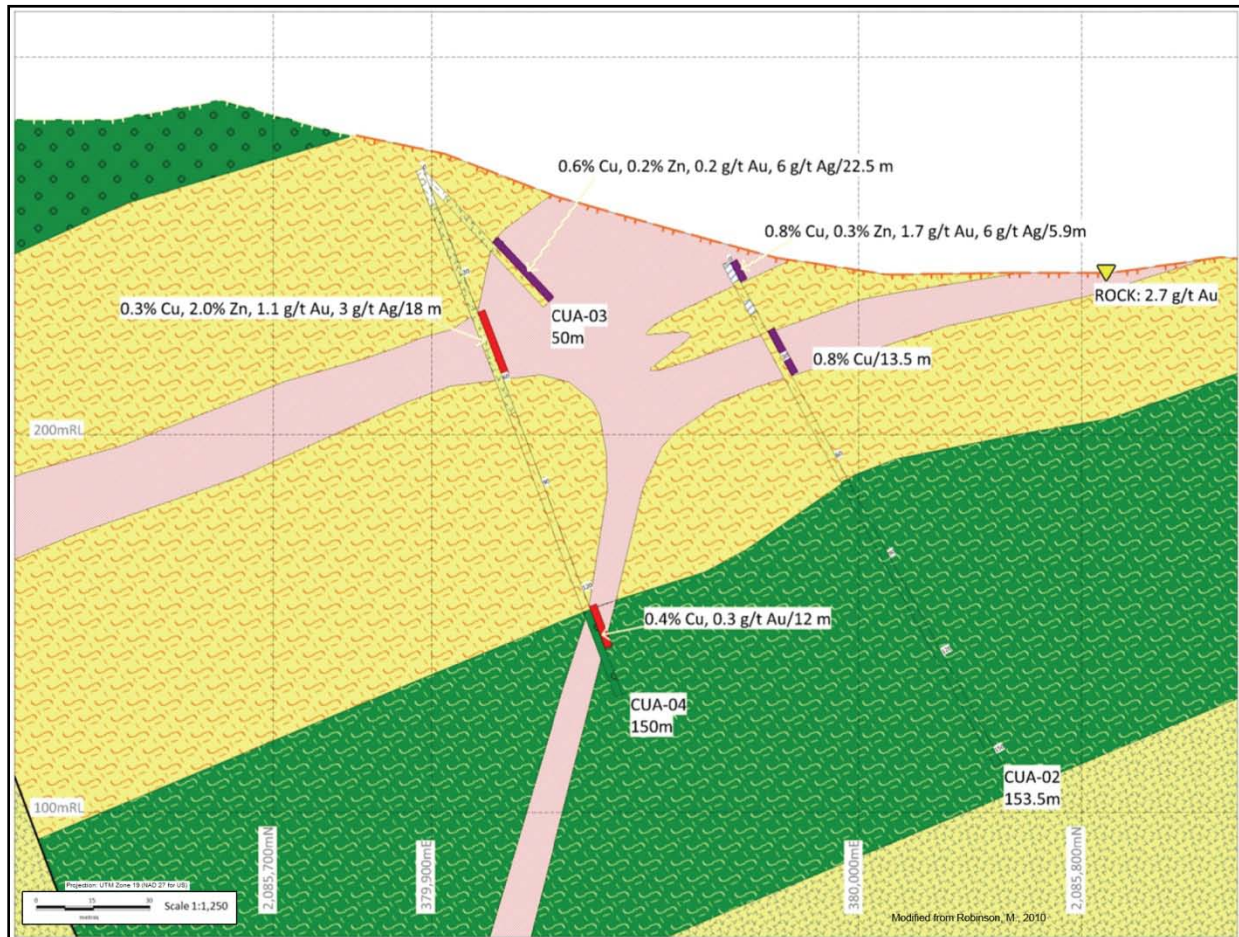 0.6% Cu, 0.2% Zn, 0.2 g/t Au, 6 g/t Ag/22.5 m
0.8% Cu, 0.3% Zn, 1.7 g/t Au, 6 g/t Ag/5.9m
ROCK: 2.7 g/t Au
0.3% Cu, 2.0% Zn, 1.1 g/t Au, 3 g/t Ag/18 m
CUA-03
50m
0.8% Cu/13.5 m
200mRL
0.4% Cu, 0.3 g/t Au/12 m
CUA-04
150m
CUA-02
153.5m
100mRL
2,085,700mN
379,900mE
380,000mE
2,085,800mN
Projection: UTM Zone 19 (NAD 27 for US)
0 15 30
metres
Scale 1:1,250
Modified from Robinson, M., 2010